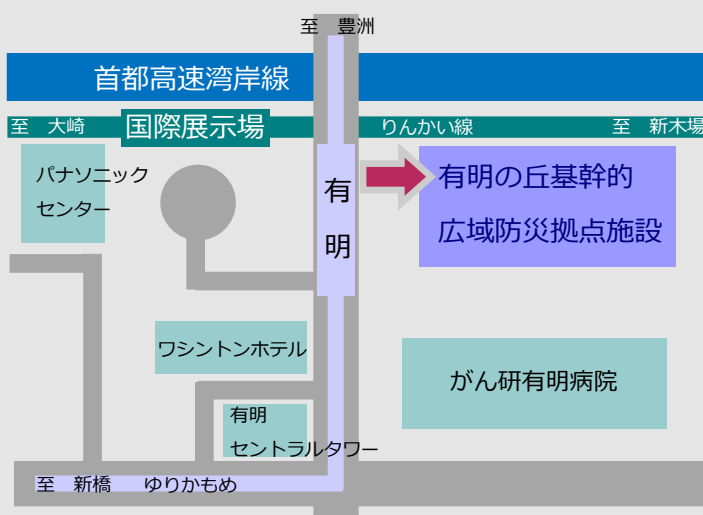 至　豊洲
首都高速湾岸線
至　大崎
国際展示場
りんかい線
至　新木場
パナソニック
センター
有
明
有明の丘基幹的
広域防災拠点施設
ワシントンホテル
がん研有明病院
有明
セントラルタワー
至　新橋
ゆりかもめ